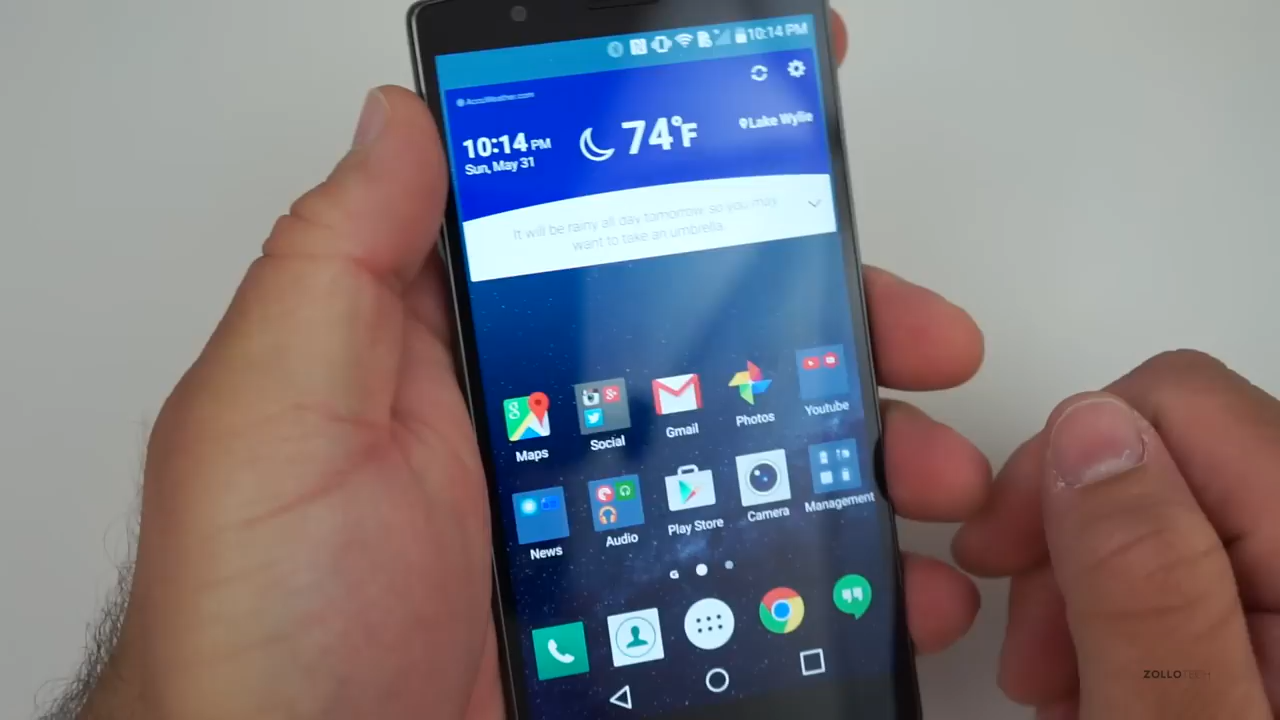 10:14 PM
AccuWeather.com
10:14 PM
Sun, May 31
74°F
Lake Wylie
It will be rainy all day tomorrow, so you may
want to take an umbrella.
Maps
Social
Gmail
Photos
Youtube
News
Audio
Play Store
Camera
Management
G
ZOLLOTECH